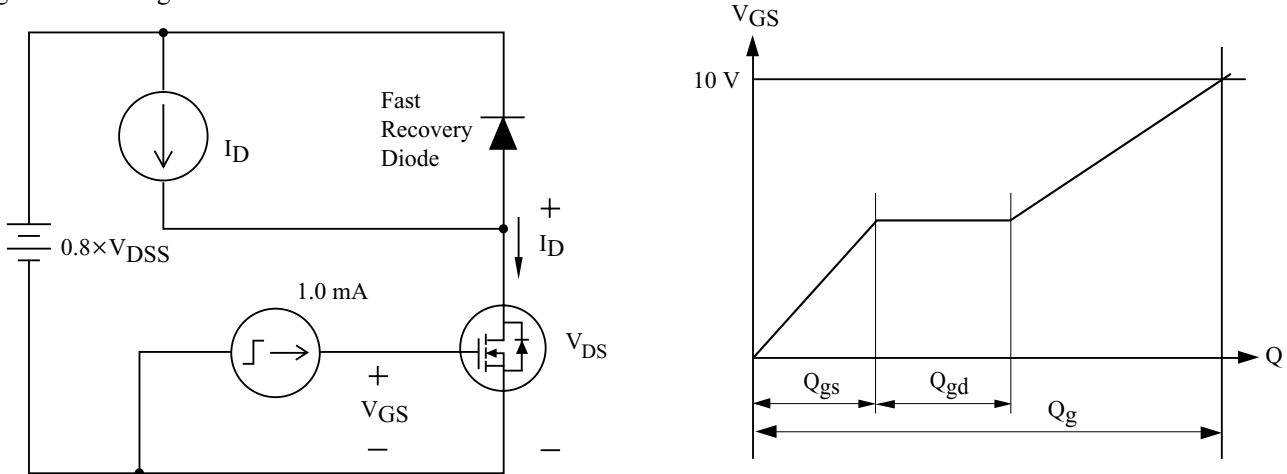 Fast
Recovery
Diode
I_D
+
I_D
0.8×V_DSS
1.0 mA
V_DS
+
V_GS
−
−
V_GS
10 V
Q
Q_gs
Q_gd
Q_g